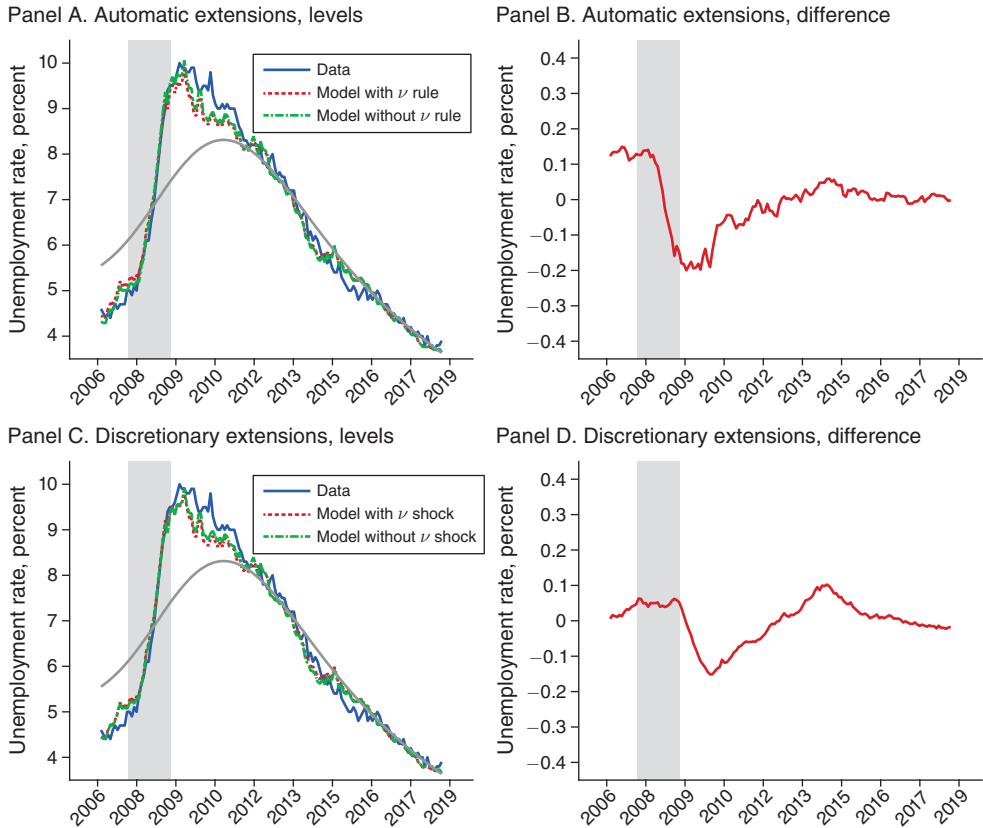 Panel A. Automatic extensions, levels
Unemployment rate, percent
10
9
8
7
6
5
4
Data
Model with ν rule
Model without ν rule
2006 2008 2009 2010 2012 2013 2015 2016 2017 2019
Panel B. Automatic extensions, difference
Unemployment rate, percent
0.4
0.3
0.2
0.1
0
−0.1
−0.2
−0.3
−0.4
2006 2008 2009 2010 2012 2013 2015 2016 2017 2019
Panel C. Discretionary extensions, levels
Unemployment rate, percent
10
9
8
7
6
5
4
Data
Model with ν shock
Model without ν shock
2006 2008 2009 2010 2012 2013 2015 2016 2017 2019
Panel D. Discretionary extensions, difference
Unemployment rate, percent
0.4
0.3
0.2
0.1
0
−0.1
−0.2
−0.3
−0.4
2006 2008 2009 2010 2012 2013 2015 2016 2017 2019